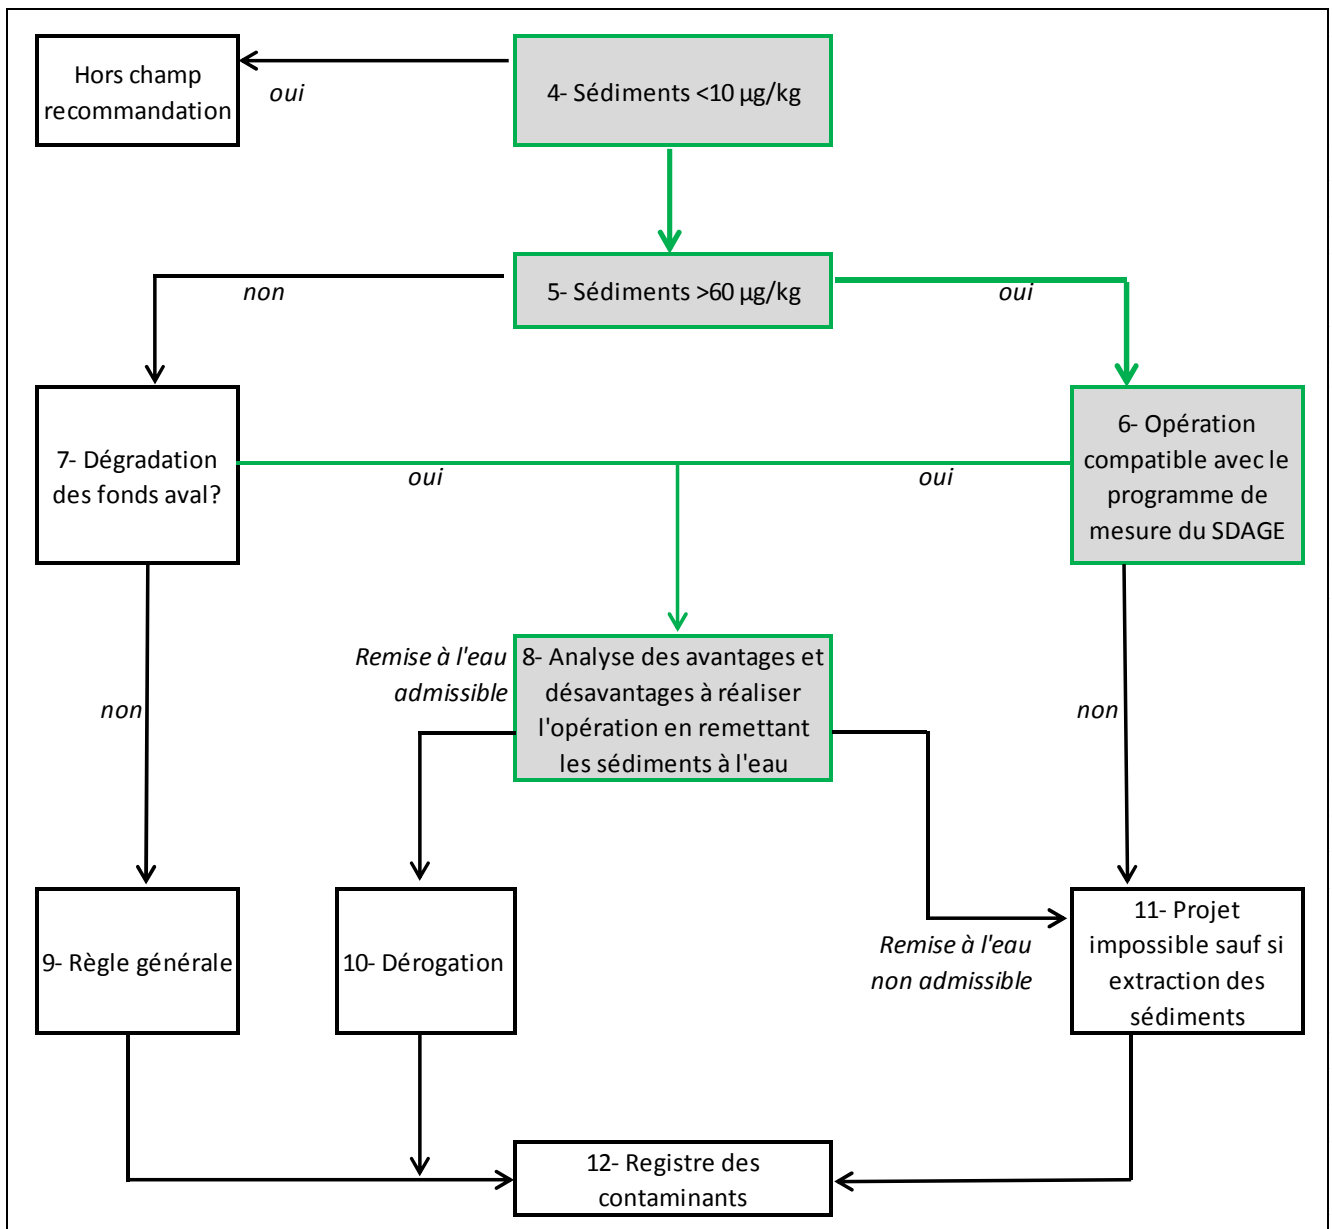 Hors champ
recommandation
oui
4- Sédiments <10 µg/kg
5- Sédiments >60 µg/kg
non
oui
7- Dégradation
des fonds aval?
oui
oui
6- Opération
compatible avec le
programme de
mesure du SDAGE
Remise à l'eau
admissible
8- Analyse des avantages et
désavantages à réaliser
l'opération en remettant
les sédiments à l'eau
non
non
9- Règle générale
10- Dérogation
Remise à l'eau
non admissible
11- Projet
impossible sauf si
extraction des
sédiments
12- Registre des
contaminants